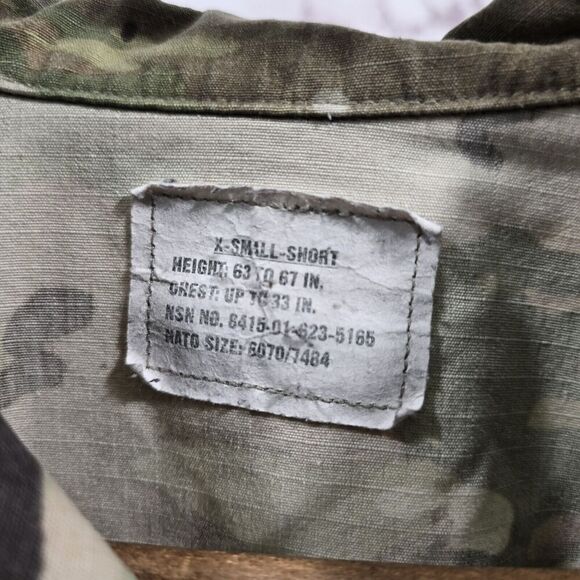 X-SMALL-SHORT
HEIGHT: 63 TO 67 IN.
CHEST: UP TO 33 IN.
NSN NO. 8415-01-623-5165
NATO SIZE: 6070/7484